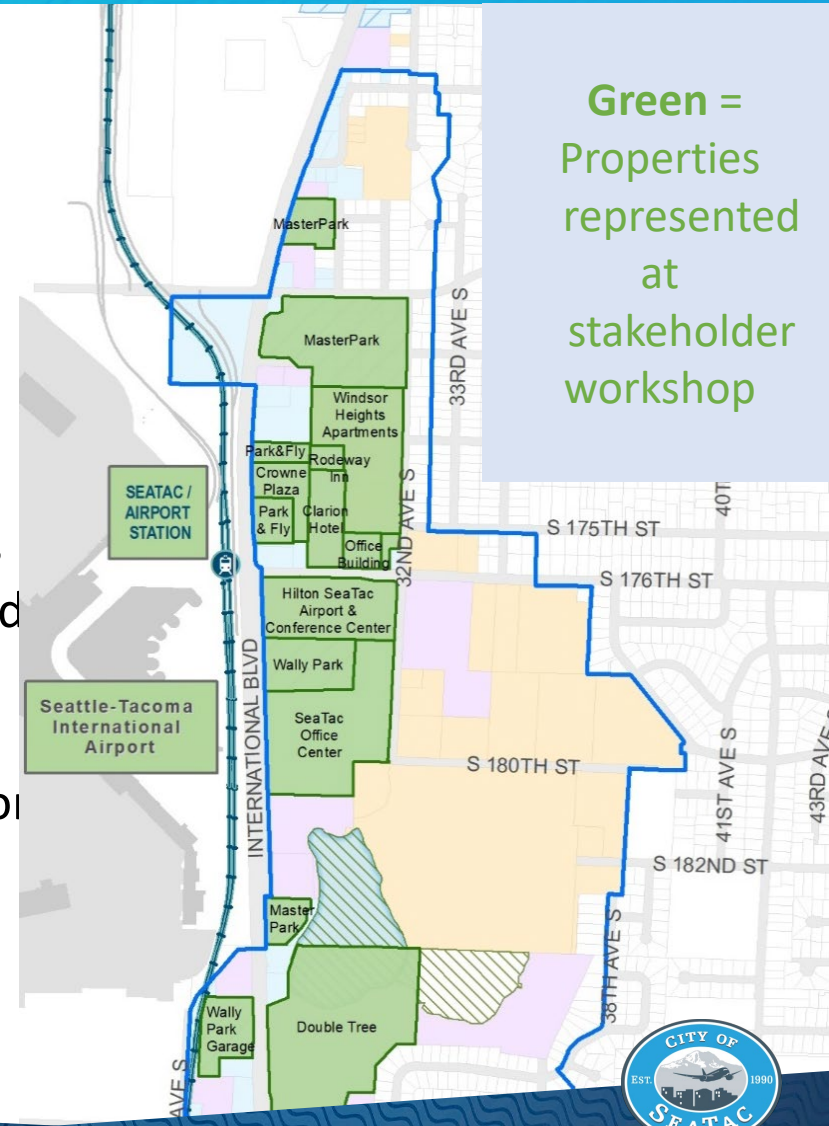 Green =
Properties
represented
at
stakeholder
workshop
MasterPark
MasterPark
33RD AVE S
Windsor
Heights
Apartments
Park&Fly
Rodeway
Inn
Crowne
Plaza
Park
& Fly
Clarion
Hotel
Office
Building
32ND AVE S
SEATAC /
AIRPORT
STATION
40T
S 175TH ST
S 176TH ST
Hilton SeaTac
Airport &
Conference Center
Wally Park
SeaTac
Office
Center
INTERNATIONAL BLVD
Seattle-Tacoma
International
Airport
S 180TH ST
41ST AVE S
43RD AVE S
S 182ND ST
Master
Park
38TH AVE S
Wally
Park
Garage
Double Tree
AVE S
CITY OF
EST.
1990
SEATAC